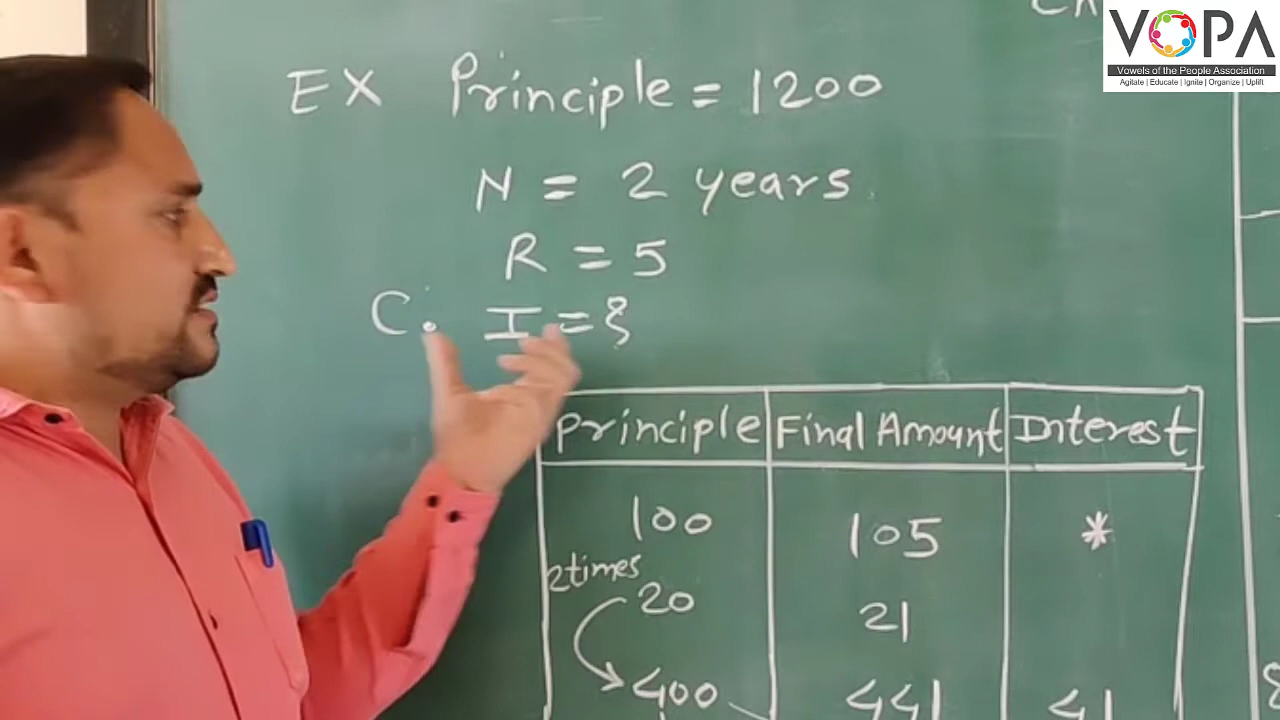 VOPA
Vowels of the People Association
Agitate | Educate | Ignite | Organize | Uplift
EX Principle = 1200
N = 2 years
R = 5
C. I =
Principle Final Amount Interest
100 105 *
2times
20 21
400 441 41